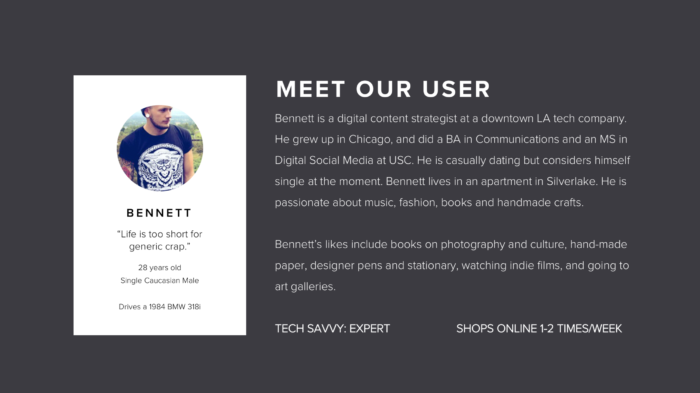 MEET OUR USER
Bennett is a digital content strategist at a downtown LA tech company.
He grew up in Chicago, and did a BA in Communications and an MS in
Digital Social Media at USC. He is casually dating but considers himself
single at the moment. Bennett lives in an apartment in Silverlake. He is
passionate about music, fashion, books and handmade crafts.
Bennett's likes include books on photography and culture, hand-made
paper, designer pens and stationary, watching indie films, and going to
art galleries.
TECH SAVVY: EXPERT
SHOPS ONLINE 1-2 TIMES/WEEK
BENNETT
“Life is too short for
generic crap.”
28 years old
Single Caucasian Male
Drives a 1984 BMW 318i